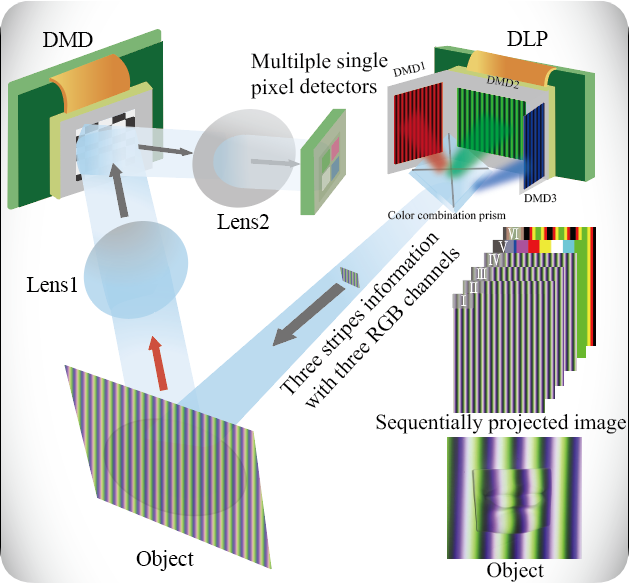 DMD
DLP
Multilple single
pixel detectors
DMD1
DMD2
DMD3
Color combination prism
Lens2
Lens1
Three stripes information
with three RGB channels
VI
V
IV
III
II
I
Sequentially projected image
Object
Object